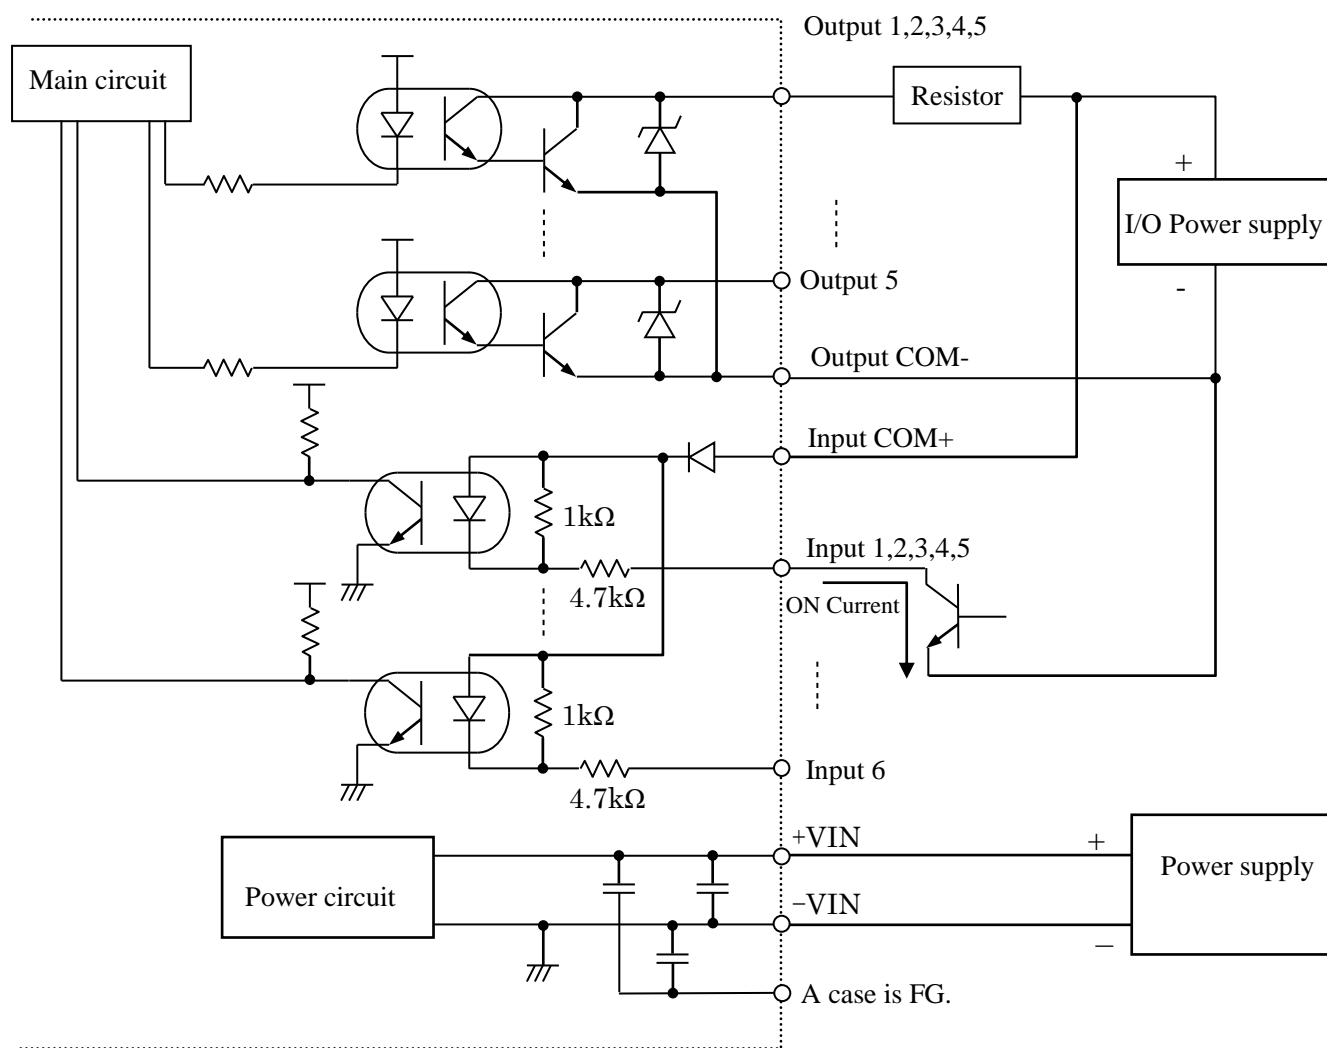 Output 1,2,3,4,5
Main circuit
Resistor
+
I/O Power supply
-
Output 5
Output COM-
Input COM+
1kΩ
Input 1,2,3,4,5
4.7kΩ
ON Current
1kΩ
Input 6
4.7kΩ
+VIN
+
Power supply
Power circuit
−VIN
−
A case is FG.